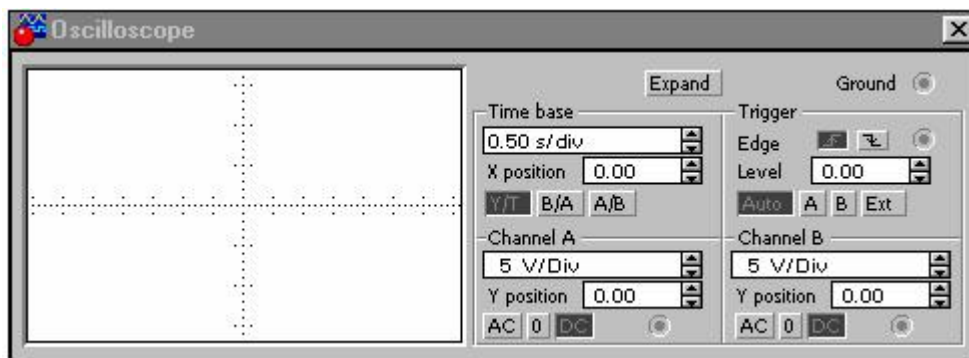 Oscilloscope
Expand
Ground
Time base
0.50 s/div
X position 0.00
Y/T B/A A/B
Trigger
Edge
Level 0.00
Auto A B Ext
Channel A
5 V/Div
Y position 0.00
AC 0 DC
Channel B
5 V/Div
Y position 0.00
AC 0 DC